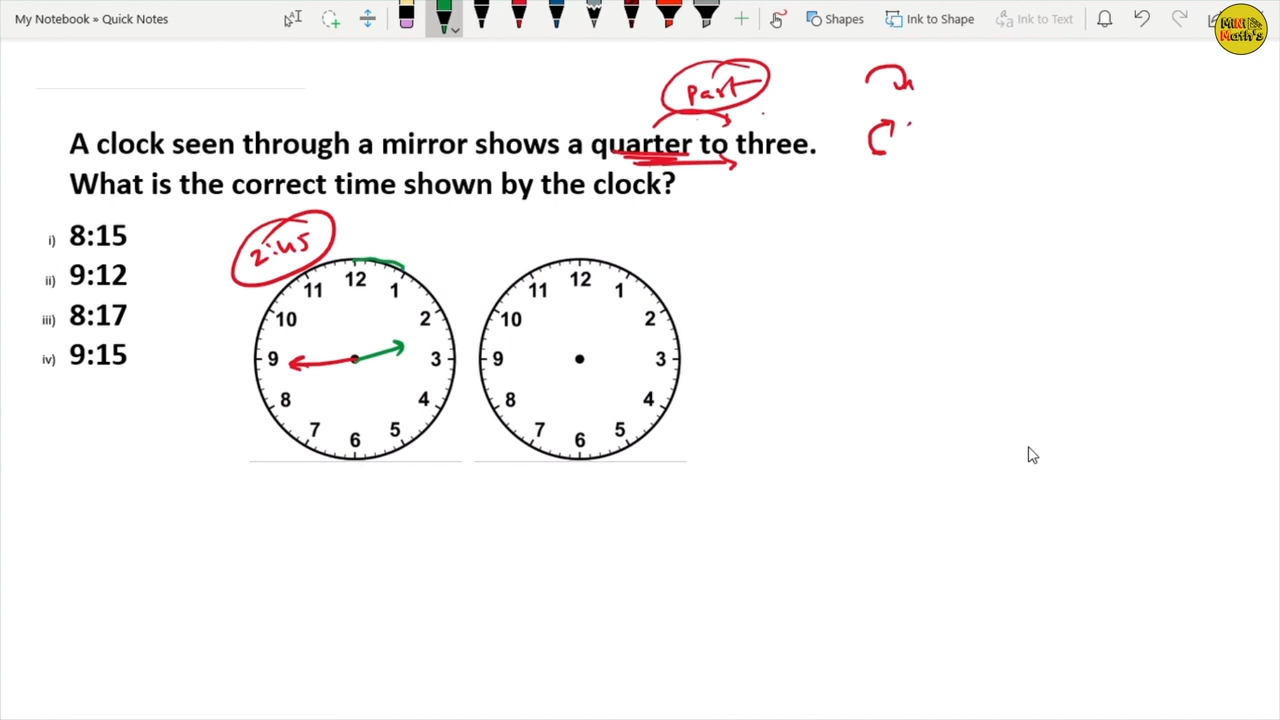 My Notebook » Quick Notes
Shapes
Ink to Shape
Ink to Text
MiNi
Math's
Past
A clock seen through a mirror shows a quarter to three.
What is the correct time shown by the clock?
i) 8:15
ii) 9:12
iii) 8:17
iv) 9:15
2:45
12
11 1
10 2
9 3
8 4
7 5
6
12
11 1
10 2
9 3
8 4
7 5
6